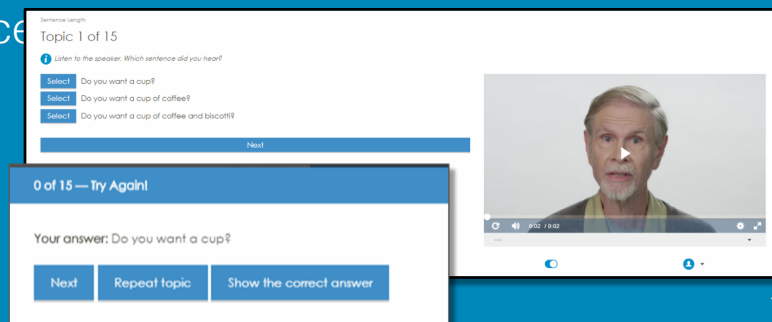 ce
Sentence Length
Topic 1 of 15
i Listen to the speaker. Which sentence did you hear?
Select Do you want a cup?
Select Do you want a cup of coffee?
Select Do you want a cup of coffee and biscotti?
Next
0:02 / 0:02
0 of 15 — Try Again!
Your answer: Do you want a cup?
Next Repeat topic Show the correct answer